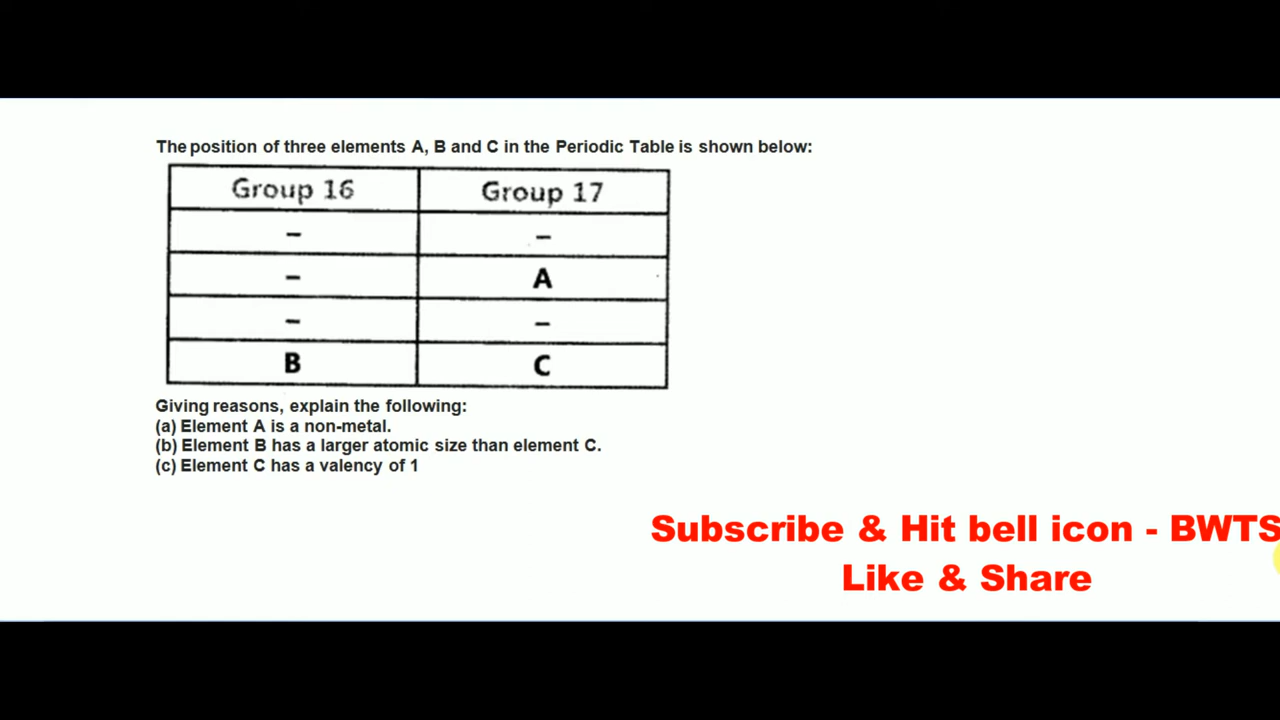 The position of three elements A, B and C in the Periodic Table is shown below:
Group 16 Group 17
– –
– A
– –
B C
Giving reasons, explain the following:
(a) Element A is a non-metal.
(b) Element B has a larger atomic size than element C.
(c) Element C has a valency of 1
Subscribe & Hit bell icon - BWTS
Like & Share